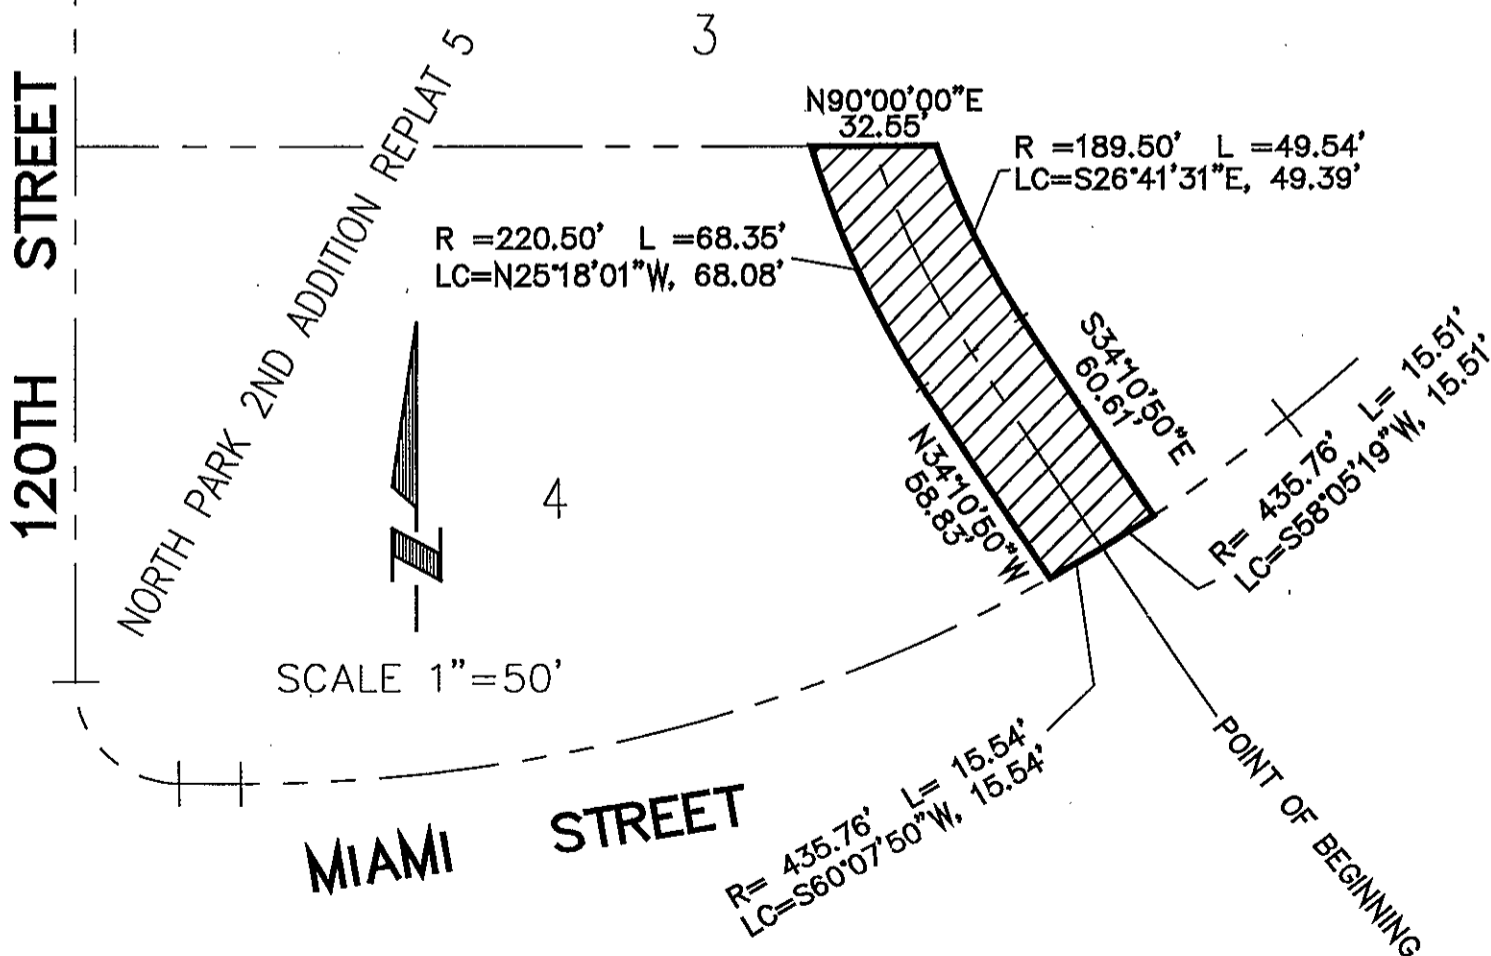 3
N90°00'00"E
32.55'
R =189.50' L =49.54'
LC=S26°41'31"E, 49.39'
R =220.50' L =68.35'
LC=N25°18'01"W, 68.08'
120TH STREET
NORTH PARK 2ND ADDITION REPLAT 5
S34°10'50"E
60.61'
R= 435.76' L= 15.51'
LC=S58°05'19"W, 15.51'
N34°10'50"W
58.83'
4
SCALE 1"=50'
MIAMI STREET
R= 435.76' L= 15.54'
LC=S60°07'50"W, 15.54'
POINT OF BEGINNING